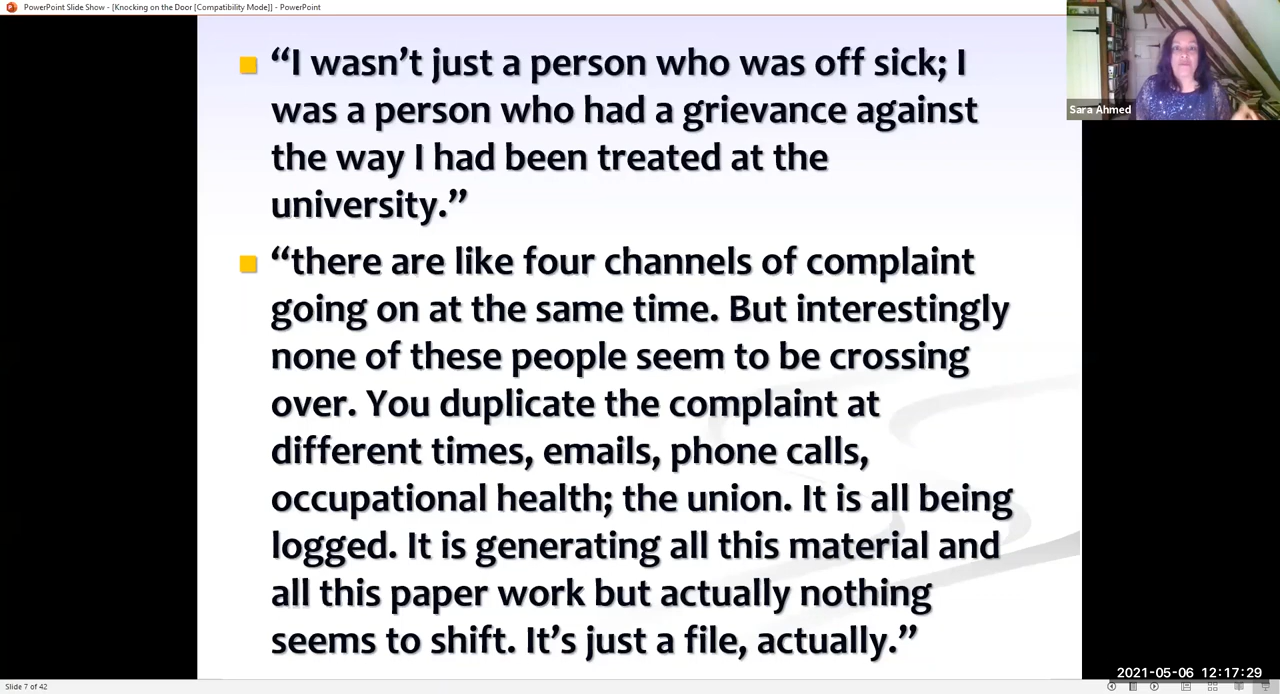 PowerPoint Slide Show - [Knocking on the Door [Compatibility Mode]] - PowerPoint
“I wasn’t just a person who was off sick; I
was a person who had a grievance against
the way I had been treated at the
university.”
“there are like four channels of complaint
going on at the same time. But interestingly
none of these people seem to be crossing
over. You duplicate the complaint at
different times, emails, phone calls,
occupational health; the union. It is all being
logged. It is generating all this material and
all this paper work but actually nothing
seems to shift. It’s just a file, actually.”
Sara Ahmed
2021-05-06 12:17:29
Slide 7 of 42